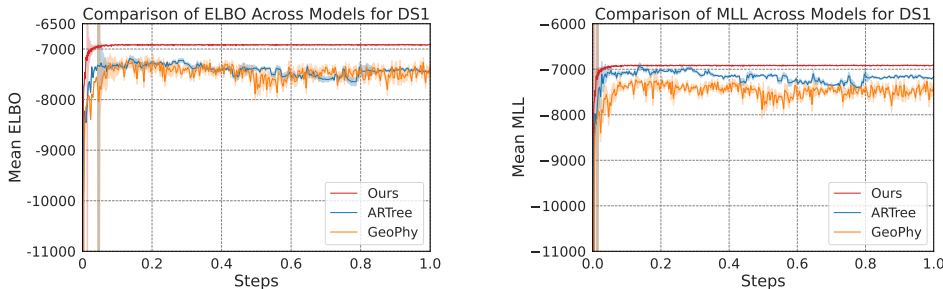 Comparison of ELBO Across Models for DS1
Mean ELBO
-6500
-7000
-8000
-9000
-10000
-11000
0
0.2
0.4
0.6
0.8
1.0
Steps
Ours
ARTree
GeoPhy
Comparison of MLL Across Models for DS1
Mean MLL
−6000
−7000
−8000
−9000
−10000
−11000
0.0
0.2
0.4
0.6
0.8
1.0
Steps
Ours
ARTree
GeoPhy